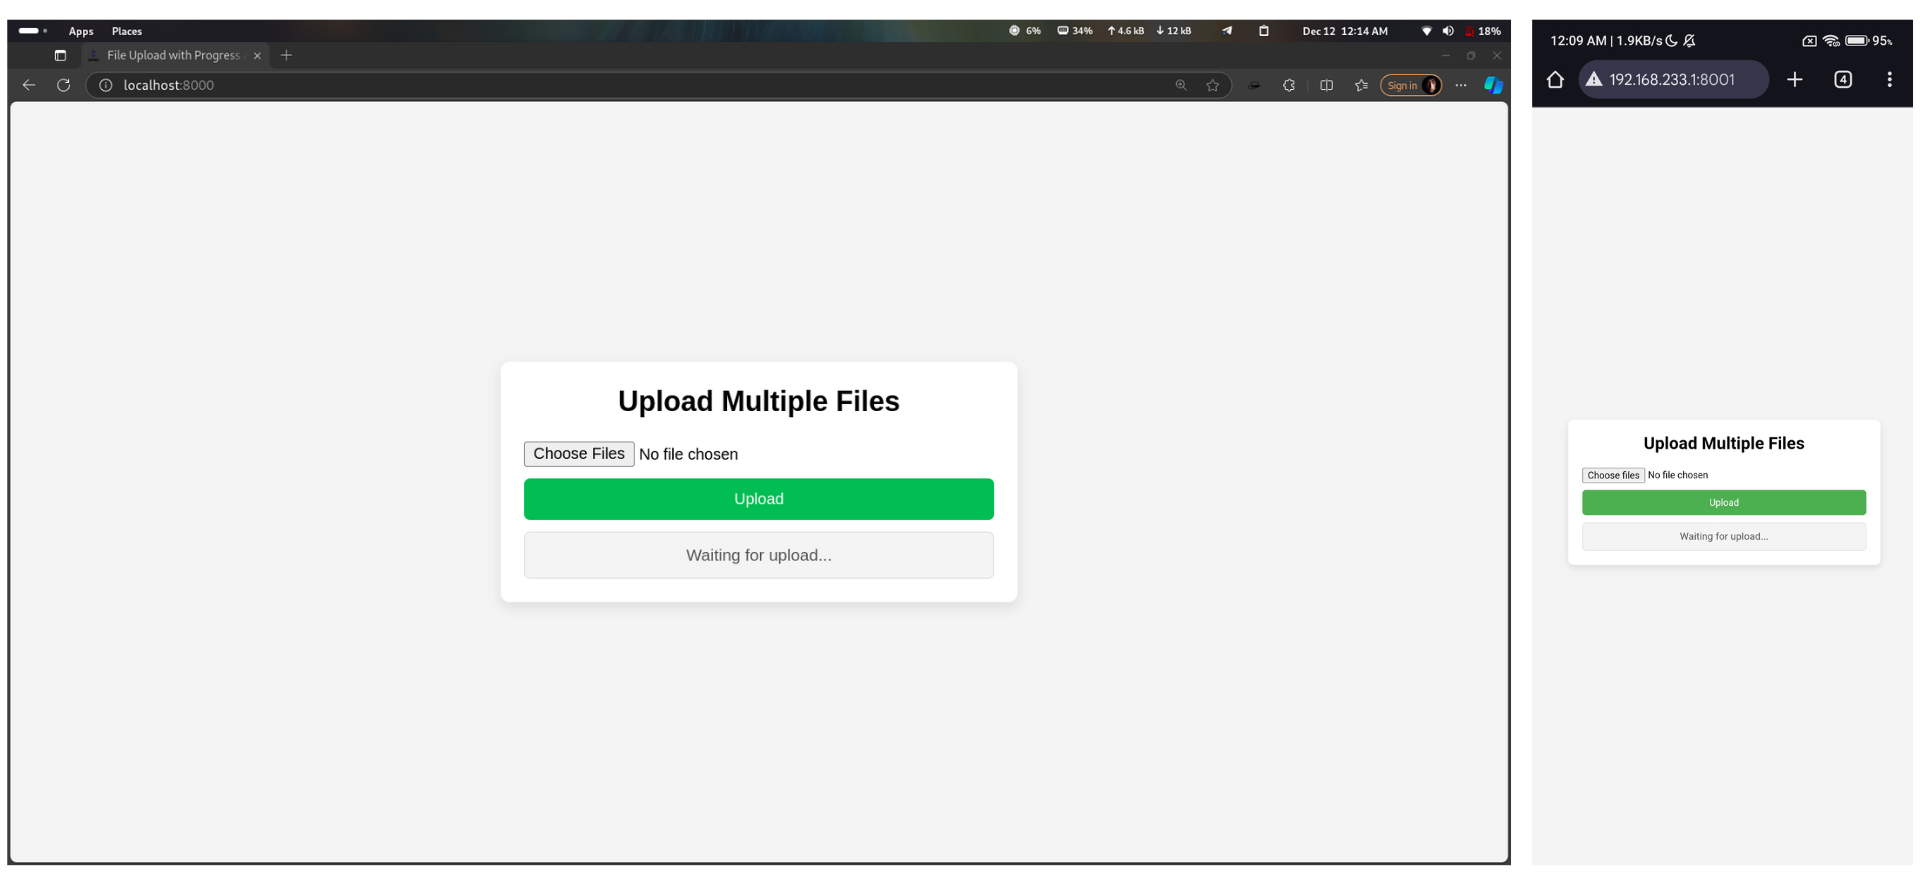 Apps Places 6% 34% ↑ 4.6 kB ↓ 12 kB Dec 12 12:14 AM 18%
File Upload with Progress
localhost:8000 Sign in
Upload Multiple Files
Choose Files No file chosen
Upload
Waiting for upload...
12:09 AM | 1.9KB/s 95%
192.168.233.1:8001 4
Upload Multiple Files
Choose files No file chosen
Upload
Waiting for upload...